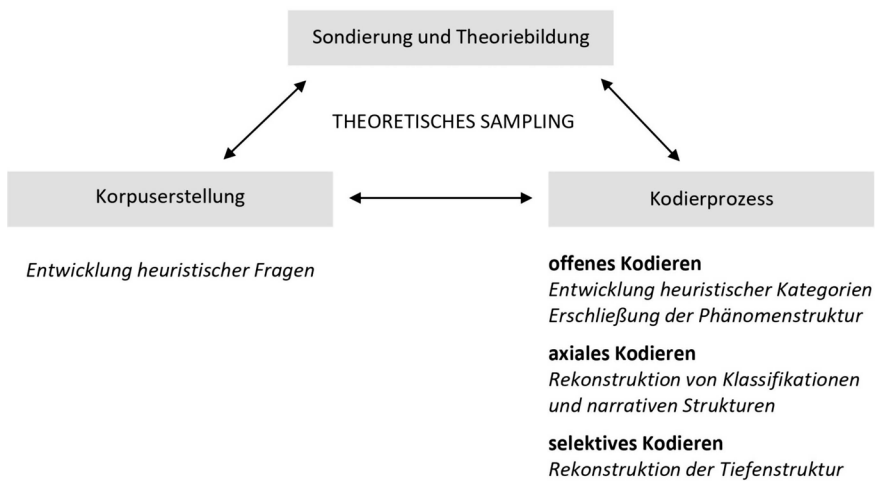 Sondierung und Theoriebildung
THEORETISCHES SAMPLING
Korpuserstellung
Kodierprozess
Entwicklung heuristischer Fragen
offenes Kodieren
Entwicklung heuristischer Kategorien
Erschließung der Phänomenstruktur
axiales Kodieren
Rekonstruktion von Klassifikationen
und narrativen Strukturen
selektives Kodieren
Rekonstruktion der Tiefenstruktur